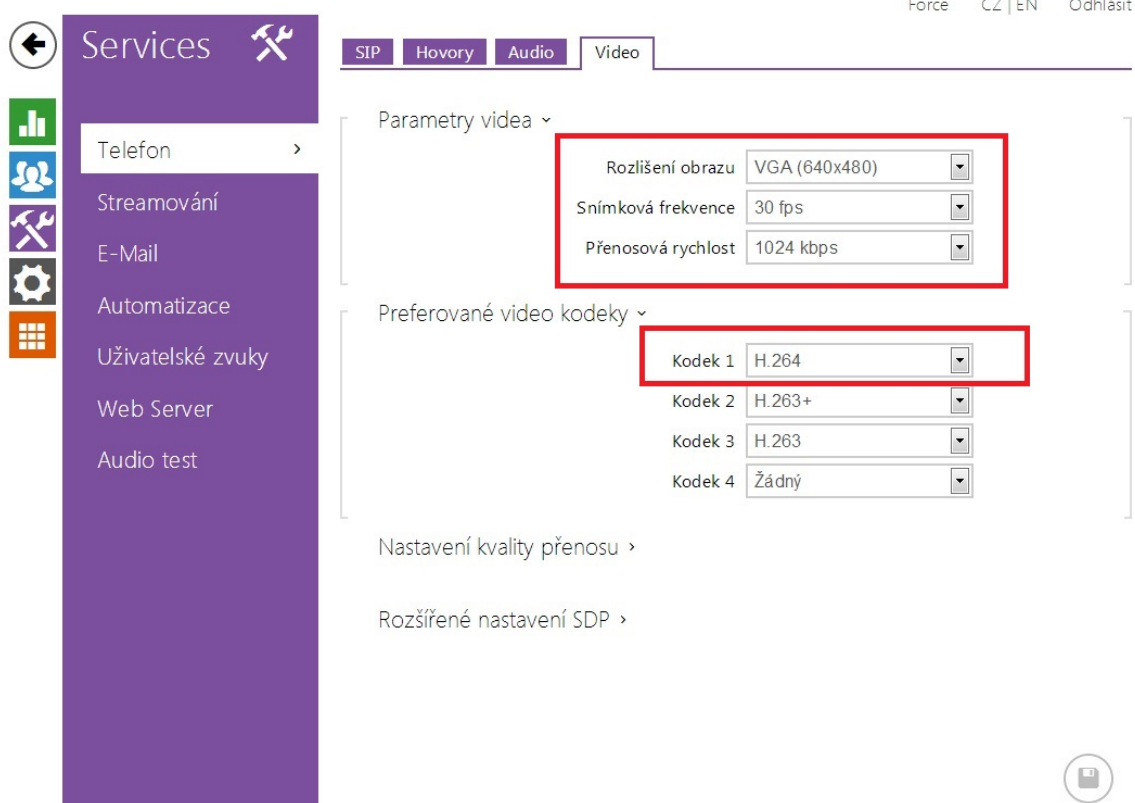 Force CZ | EN Odhlásit
Services
SIP Hovory Audio Video
Telefon
Streamování
E-Mail
Automatizace
Uživatelské zvuky
Web Server
Audio test
Parametry videa
Rozlišení obrazu VGA (640x480)
Snímková frekvence 30 fps
Přenosová rychlost 1024 kbps
Preferované video kodeky
Kodek 1 H.264
Kodek 2 H.263+
Kodek 3 H.263
Kodek 4 Žádný
Nastavení kvality přenosu
Rozšířené nastavení SDP